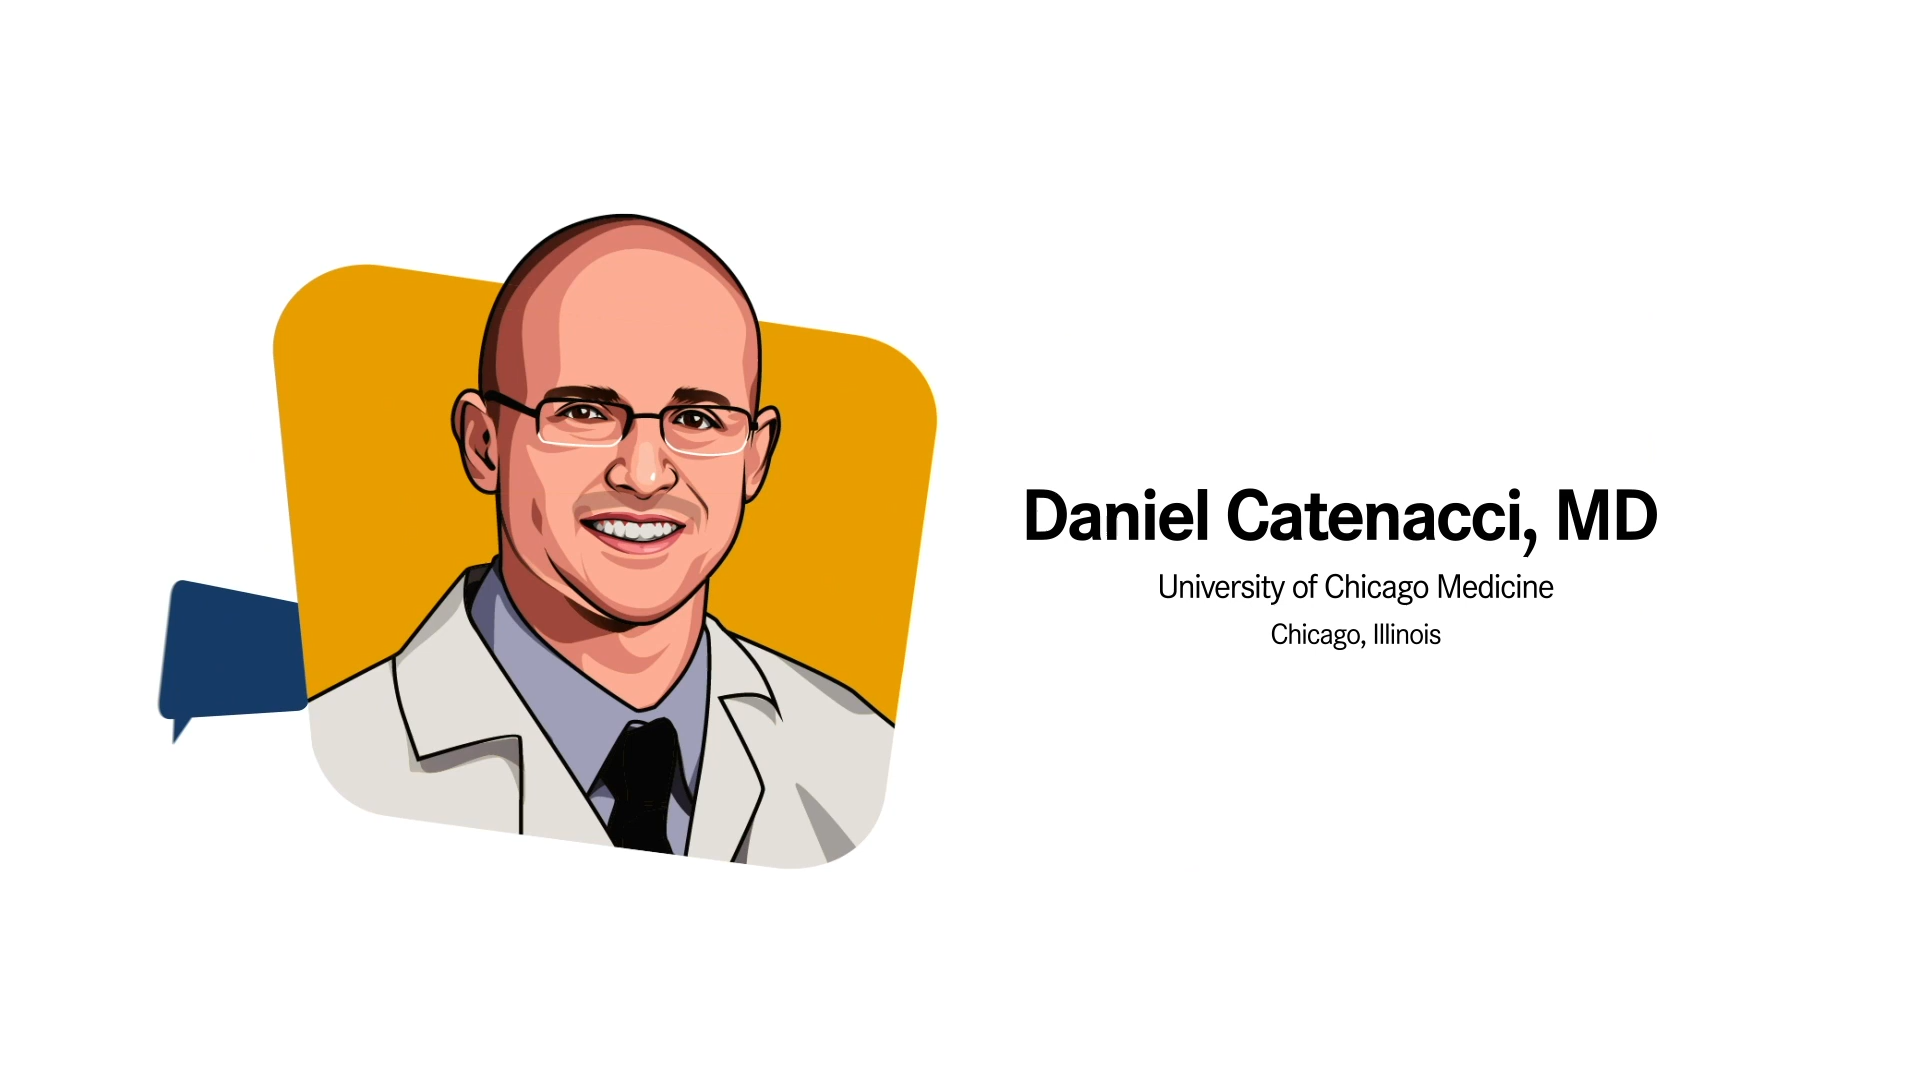 Daniel Catenacci, MD
University of Chicago Medicine
Chicago, Illinois